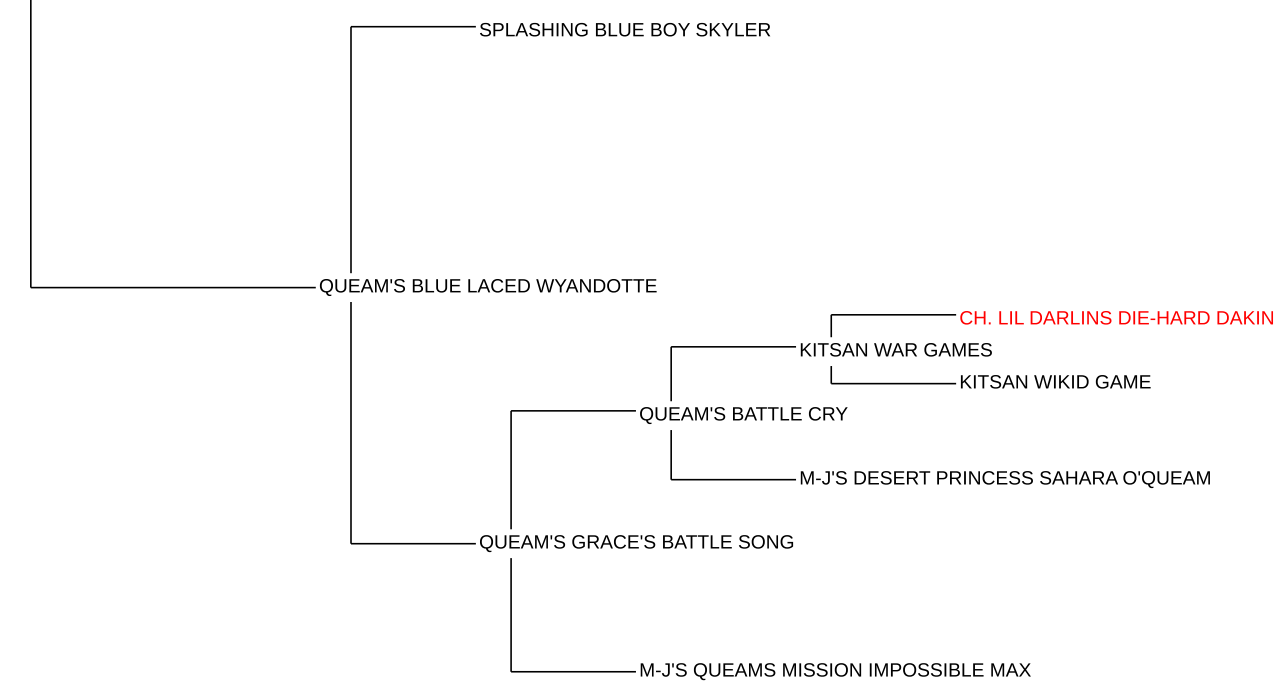 SPLASHING BLUE BOY SKYLER
QUEAM'S BLUE LACED WYANDOTTE
CH. LIL DARLINS DIE-HARD DAKIN
KITSAN WAR GAMES
KITSAN WIKID GAME
QUEAM'S BATTLE CRY
M-J'S DESERT PRINCESS SAHARA O'QUEAM
QUEAM'S GRACE'S BATTLE SONG
M-J'S QUEAMS MISSION IMPOSSIBLE MAX